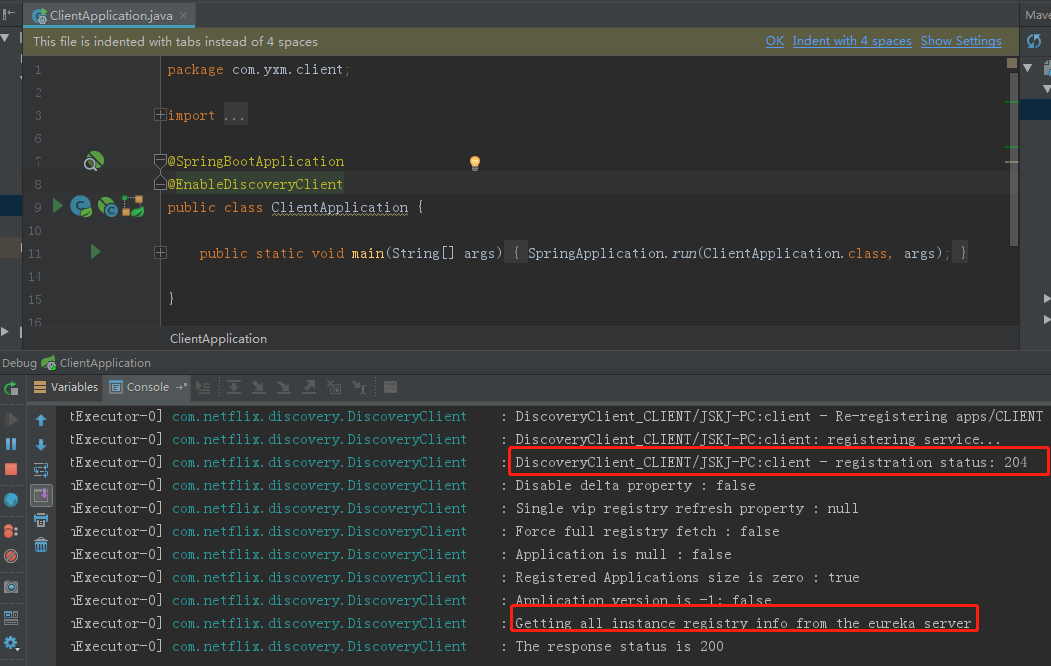 ClientApplication.java
Mave
This file is indented with tabs instead of 4 spaces OK Indent with 4 spaces Show Settings
1 package com.yxm.client;
2
3 import ...
6
7 @SpringBootApplication
8 @EnableDiscoveryClient
9 public class ClientApplication {
10
11 public static void main(String[] args) { SpringApplication.run(ClientApplication.class, args); }
14
15 }
16
ClientApplication
Debug ClientApplication
Variables Console
tExecutor-0] com.netflix.discovery.DiscoveryClient : DiscoveryClient_CLIENT/JSKJ-PC:client - Re-registering apps/CLIENT
tExecutor-0] com.netflix.discovery.DiscoveryClient : DiscoveryClient_CLIENT/JSKJ-PC:client: registering service...
tExecutor-0] com.netflix.discovery.DiscoveryClient : DiscoveryClient_CLIENT/JSKJ-PC:client - registration status: 204
nExecutor-0] com.netflix.discovery.DiscoveryClient : Disable delta property : false
nExecutor-0] com.netflix.discovery.DiscoveryClient : Single vip registry refresh property : null
nExecutor-0] com.netflix.discovery.DiscoveryClient : Force full registry fetch : false
nExecutor-0] com.netflix.discovery.DiscoveryClient : Application is null : false
nExecutor-0] com.netflix.discovery.DiscoveryClient : Registered Applications size is zero : true
nExecutor-0] com.netflix.discovery.DiscoveryClient : Application version is -1: false
nExecutor-0] com.netflix.discovery.DiscoveryClient : Getting all instance registry info from the eureka server
nExecutor-0] com.netflix.discovery.DiscoveryClient : The response status is 200